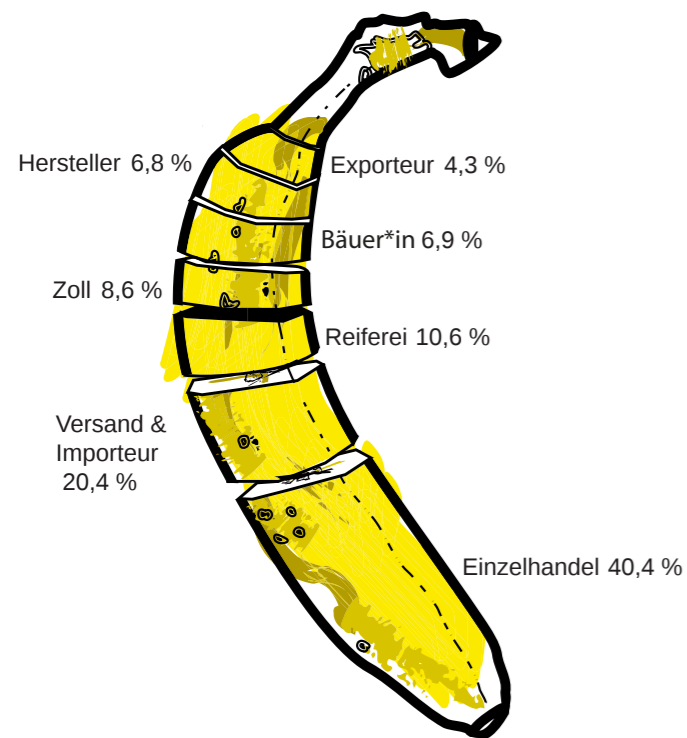 Exporteur 4,3 %
Hersteller 6,8 %
Bäuer*in 6,9 %
Zoll 8,6 %
Reiferei 10,6 %
Versand &
Importeur
20,4 %
Einzelhandel 40,4 %